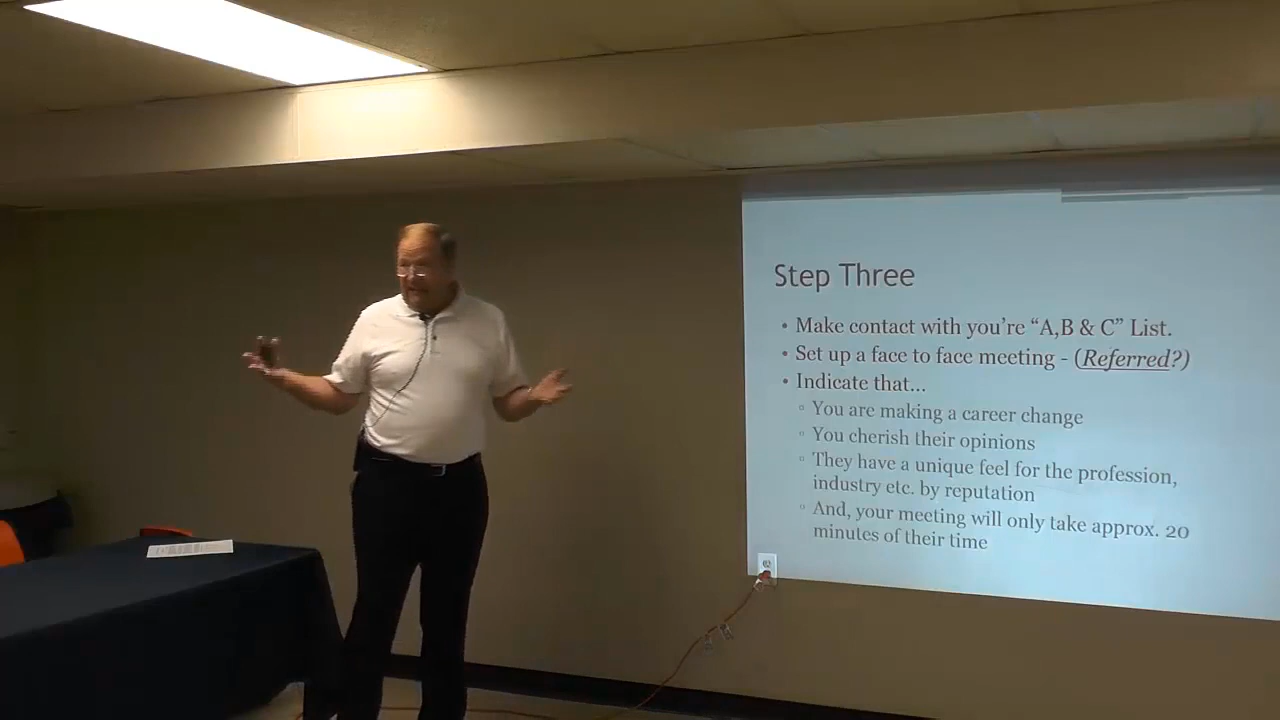 Step Three
• Make contact with you're “A,B & C” List.
• Set up a face to face meeting - (Referred?)
• Indicate that…
▫ You are making a career change
▫ You cherish their opinions
▫ They have a unique feel for the profession,
industry etc. by reputation
▫ And, your meeting will only take approx. 20
minutes of their time